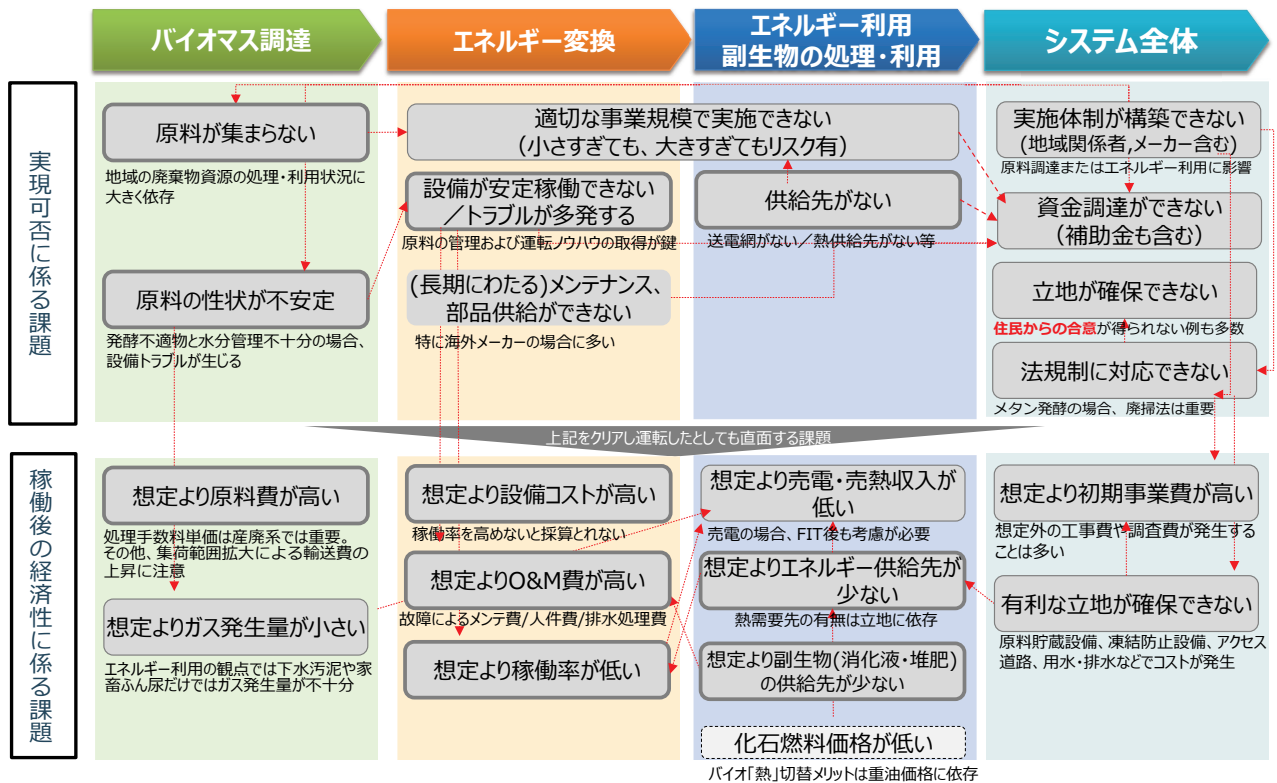 バイオマス調達
エネルギー変換
エネルギー利用
副生物の処理・利用
システム全体
実現可否に係る課題
原料が集まらない
地域の廃棄物資源の処理・利用状況に
大きく依存
原料の性状が不安定
発酵不適物と水分管理不十分の場合、
設備トラブルが生じる
適切な事業規模で実施できない
（小さすぎても、大きすぎてもリスク有）
設備が安定稼働できない
／トラブルが多発する
原料の管理および運転ノウハウの取得が鍵
(長期にわたる)メンテナンス、
部品供給ができない
特に海外メーカーの場合に多い
供給先がない
送電網がない／熱供給先がない等
実施体制が構築できない
(地域関係者,メーカー含む)
原料調達またはエネルギー利用に影響
資金調達ができない
（補助金も含む）
立地が確保できない
住民からの合意が得られない例も多数
法規制に対応できない
メタン発酵の場合、廃掃法は重要
上記をクリアし運転したとしても直面する課題
稼働後の経済性に係る課題
想定より原料費が高い
処理手数料単価は産廃系では重要。
その他、集荷範囲拡大による輸送費の
上昇に注意
想定よりガス発生量が小さい
エネルギー利用の観点では下水汚泥や家
畜ふん尿だけではガス発生量が不十分
想定より設備コストが高い
稼働率を高めないと採算とれない
想定よりO&M費が高い
故障によるメンテ費/人件費/排水処理費
想定より稼働率が低い
想定より売電・売熱収入が
低い
売電の場合、FIT後も考慮が必要
想定よりエネルギー供給先が
少ない
熱需要先の有無は立地に依存
想定より副生物(消化液・堆肥)
の供給先が少ない
化石燃料価格が低い
バイオ「熱」切替メリットは重油価格に依存
想定より初期事業費が高い
想定外の工事費や調査費が発生する
ことは多い
有利な立地が確保できない
原料貯蔵設備、凍結防止設備、アクセス
道路、用水・排水などでコストが発生